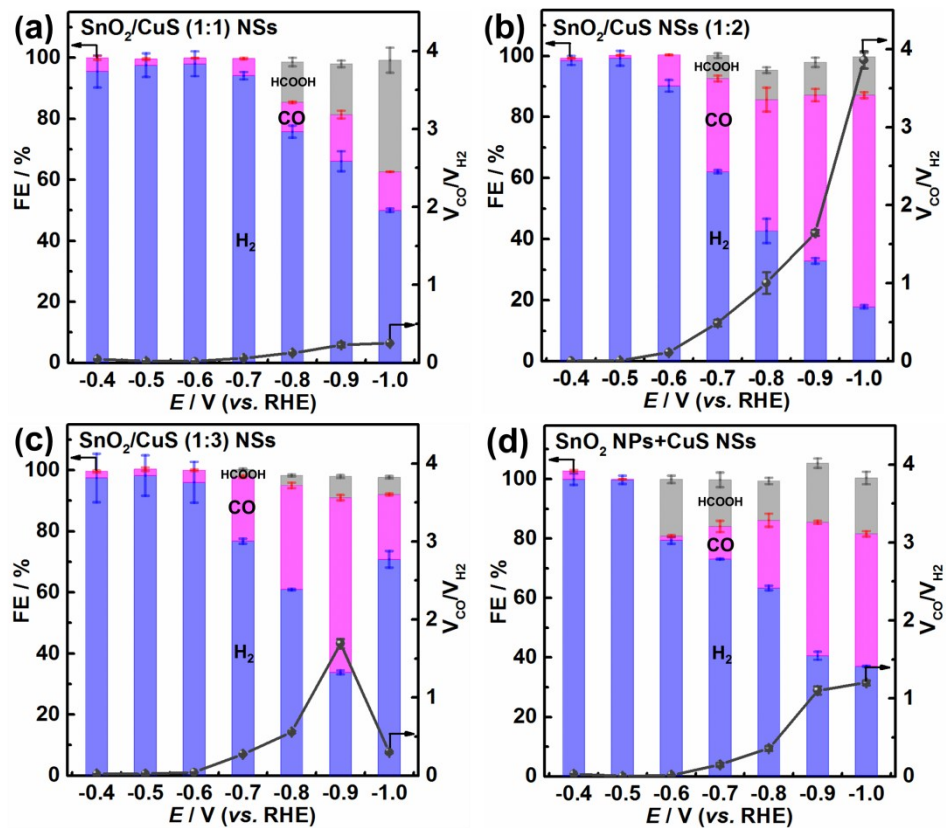 (a) SnO2/CuS (1:1) NSs
100
80
60
40
20
0
FE / %
HCOOH
CO
H2
4
3
2
1
0
VCO/VH2
-0.4 -0.5 -0.6 -0.7 -0.8 -0.9 -1.0
E / V (vs. RHE)
(b) SnO2/CuS NSs (1:2)
100
80
60
40
20
0
FE / %
HCOOH
CO
H2
4
3
2
1
0
VCO/VH2
-0.4 -0.5 -0.6 -0.7 -0.8 -0.9 -1.0
E / V (vs. RHE)
(c) SnO2/CuS (1:3) NSs
100
80
60
40
20
0
FE / %
HCOOH
CO
H2
4
3
2
1
0
VCO/VH2
-0.4 -0.5 -0.6 -0.7 -0.8 -0.9 -1.0
E / V (vs. RHE)
(d) SnO2 NPs+CuS NSs
100
80
60
40
20
0
FE / %
HCOOH
CO
H2
4
3
2
1
0
VCO/VH2
-0.4 -0.5 -0.6 -0.7 -0.8 -0.9 -1.0
E / V (vs. RHE)